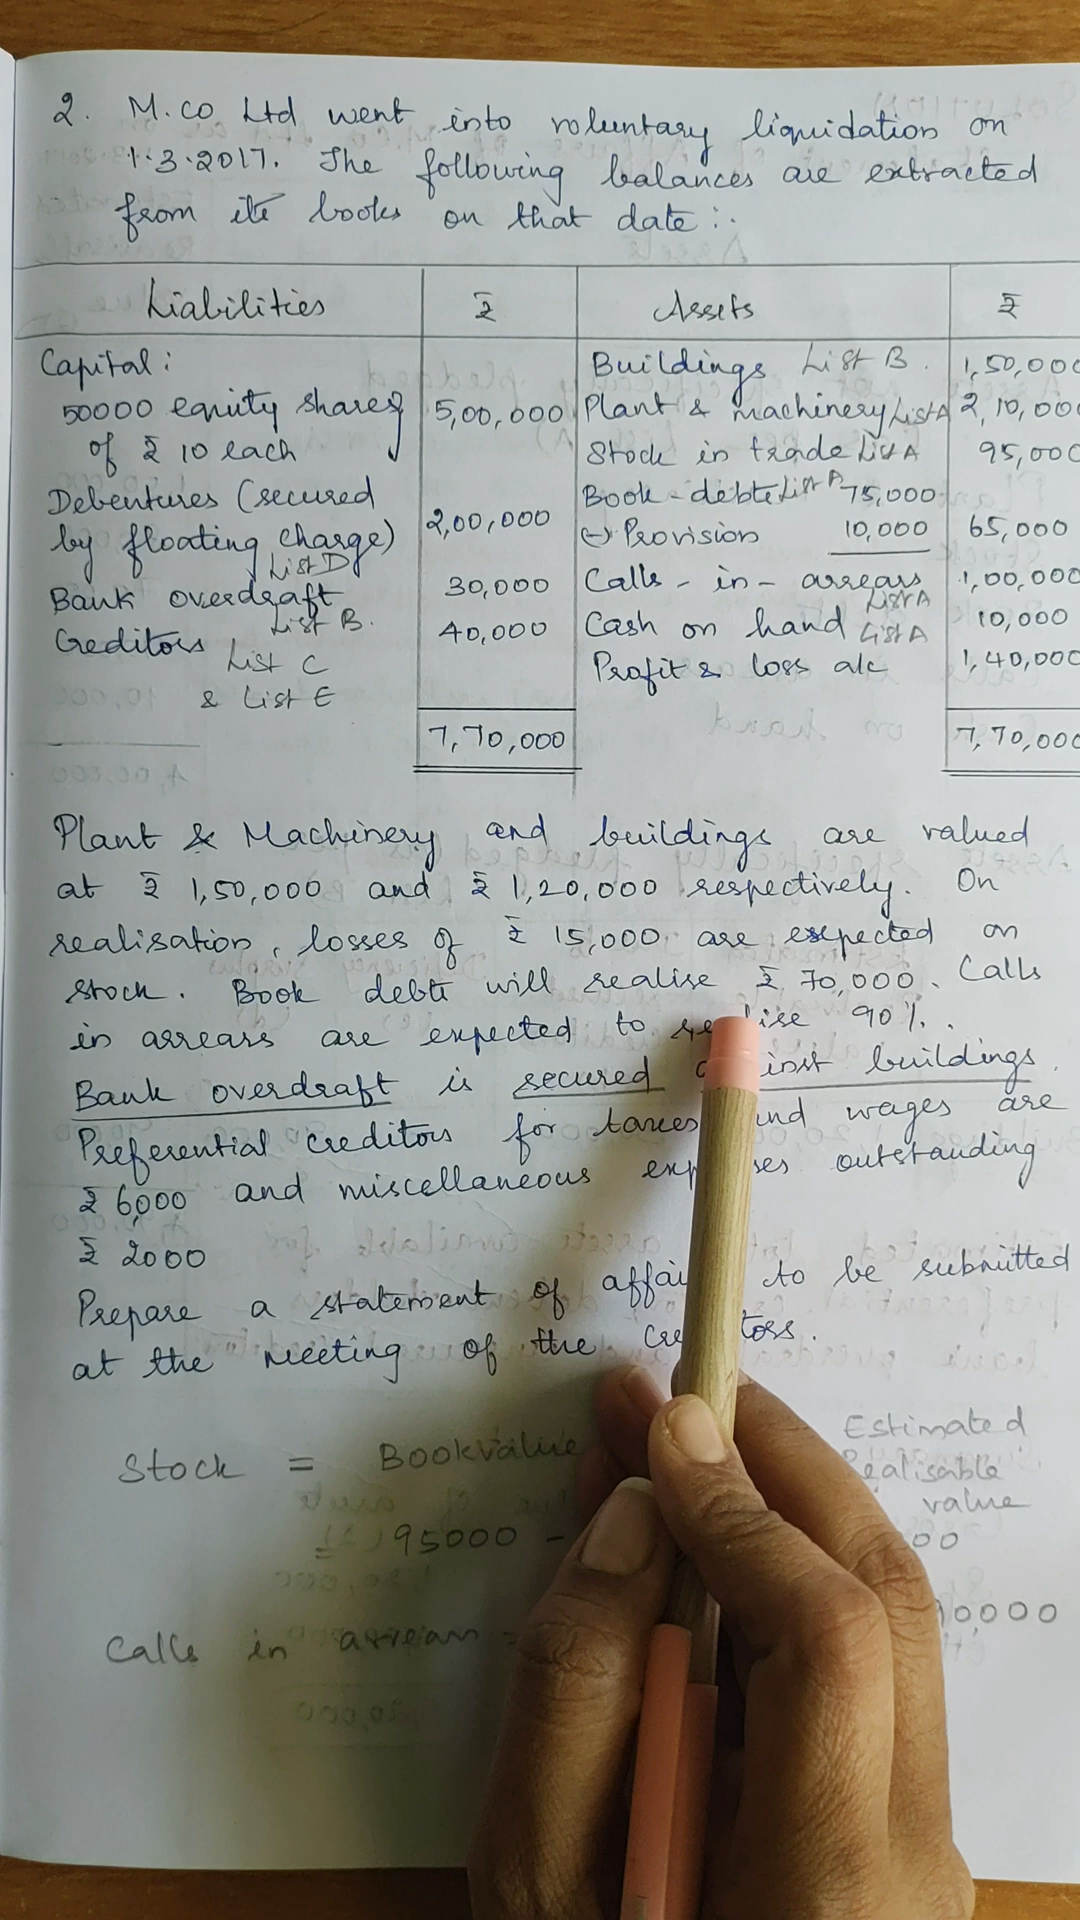 2. M.co Ltd went into voluntary liquidation on
1.3.2017. The following balances are extracted
from its books on that date:.
Liabilities ₹ Assets ₹
Capital: Buildings List B. 1,50,000
50000 equity shares 5,00,000 Plant & machinery List A 2,10,000
of ₹ 10 each Stock in trade List A 95,000
Debentures (secured Book-debts List A 75,000
by floating charge) 2,00,000 (-) Provision 10,000 65,000
List D
Bank overdraft 30,000 Calls-in-arrears 1,00,000
List B. List A
Creditors 40,000 Cash on hand List A 10,000
List C Profit & loss a/c 1,40,000
& List E
7,70,000 7,70,000
Plant & Machinery and buildings are valued
at ₹ 1,50,000 and ₹ 1,20,000 respectively. On
realisation, losses of ₹ 15,000 are expected on
stock. Book debts will realise ₹ 70,000. Calls
in arrears are expected to realise 90%.
Bank overdraft is secured against buildings.
Preferential creditors for taxes and wages are
₹ 6000 and miscellaneous expenses outstanding
₹ 2000
Prepare a statement of affairs to be submitted
at the meeting of the creditors.
Stock = Bookvalue Estimated
Realisable
value
= 95000 -
Calls in arrears =